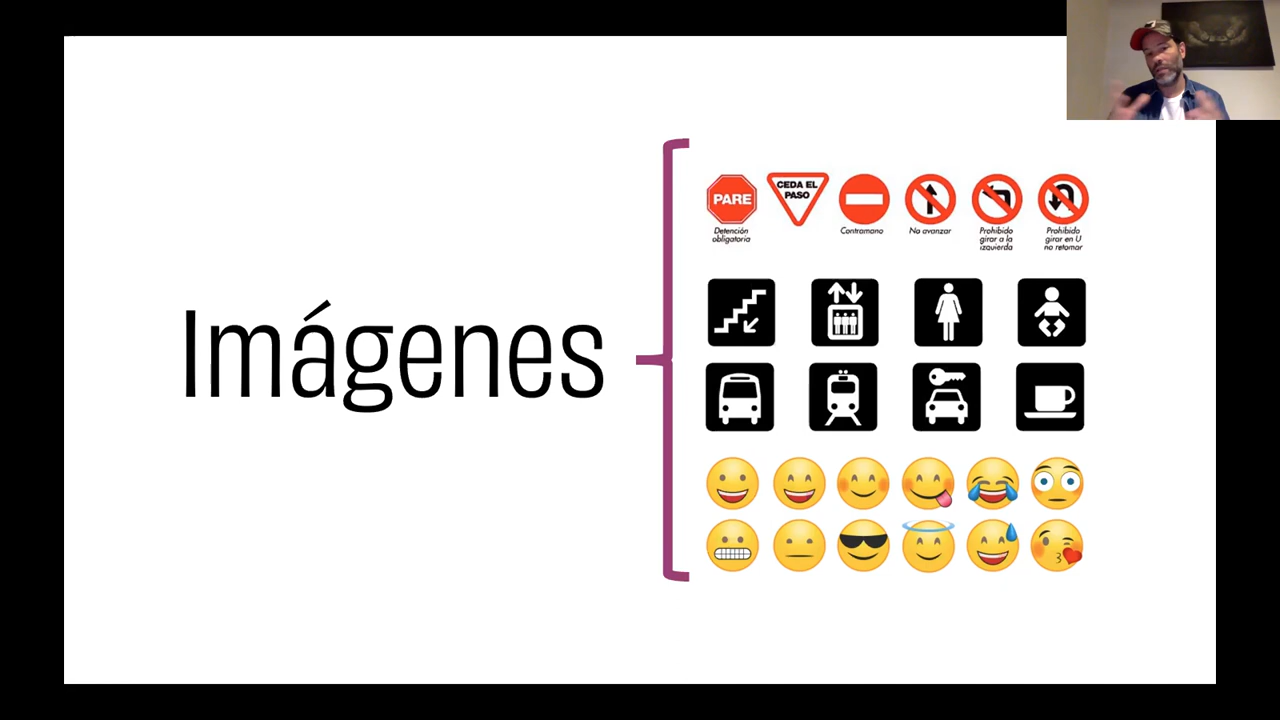 Imágenes
PARE
CEDA EL
PASO
Detención
obligatoria
Contramano
No avanzar
Prohibido
girar a la
izquierda
Prohibido
girar en U
no retomar